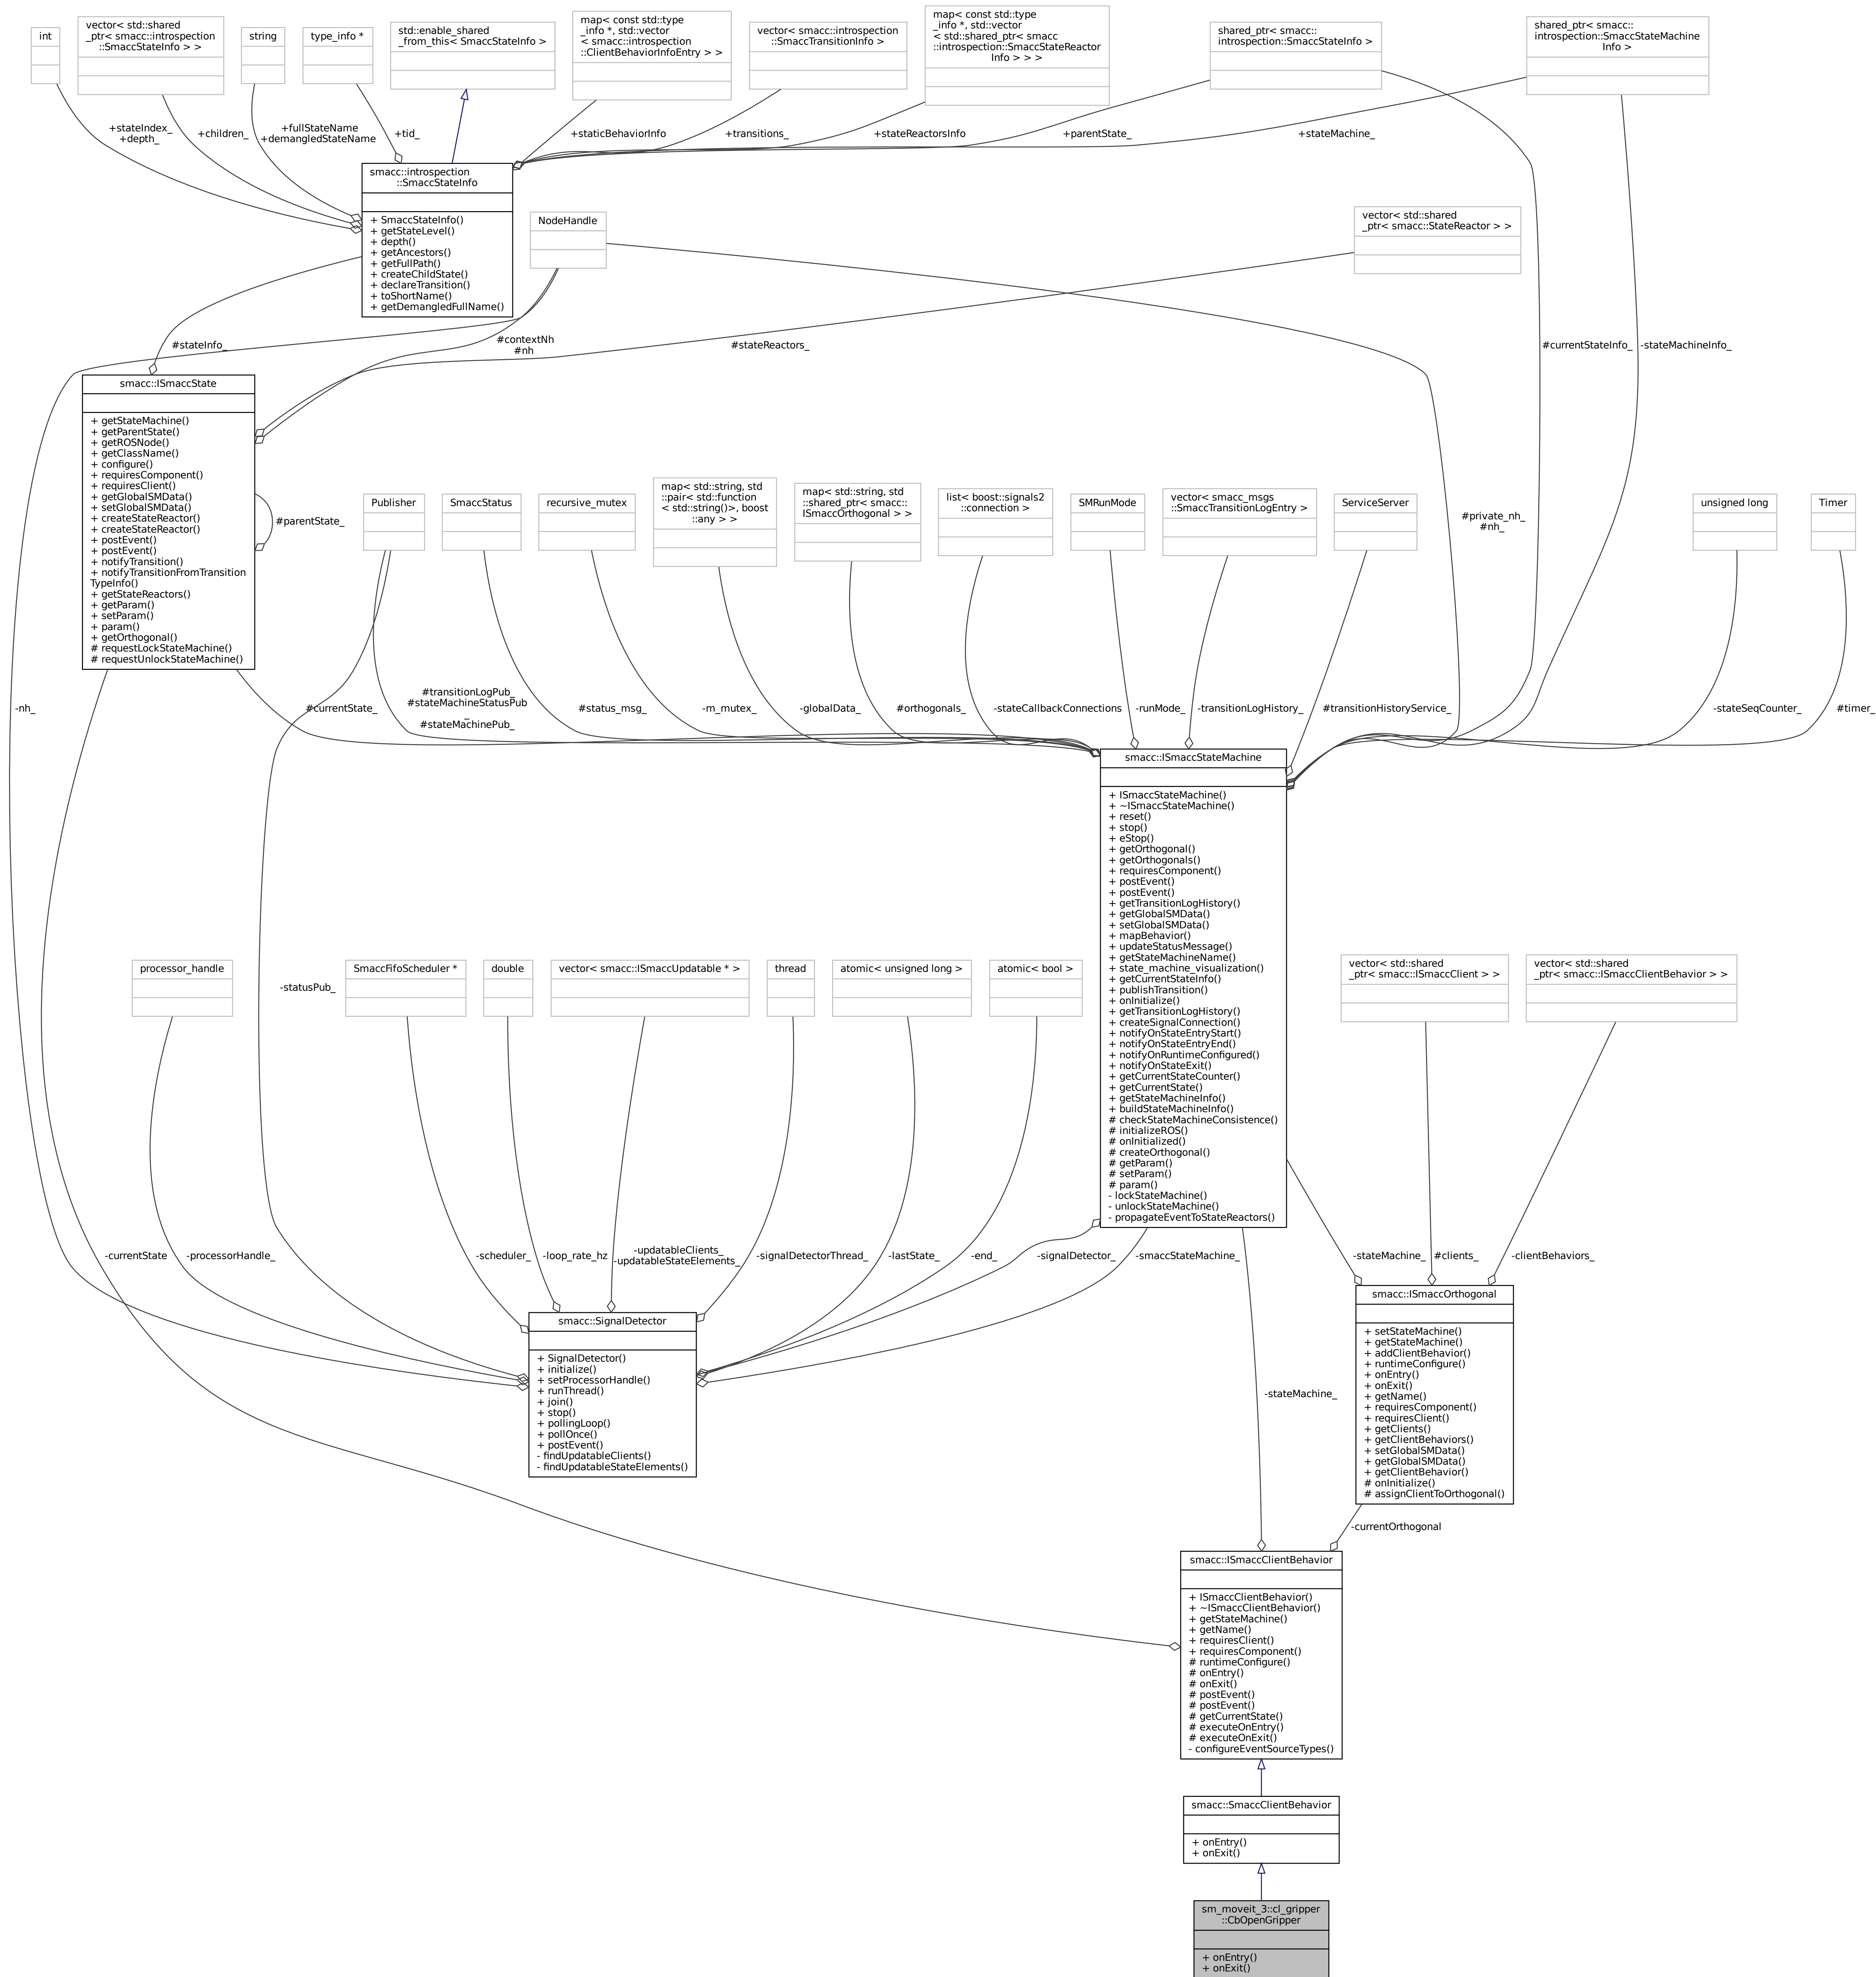 int
vector< std::shared
_ptr< smacc::introspection
::SmaccStateInfo > >
string
type_info *
std::enable_shared
_from_this< SmaccStateInfo >
map< const std::type
_info *, std::vector
< smacc::introspection
::ClientBehaviorInfoEntry > >
vector< smacc::introspection
::SmaccTransitionInfo >
map< const std::type
_info *, std::vector
< std::shared_ptr< smacc
::introspection::SmaccStateReactor
Info > > >
shared_ptr< smacc::
introspection::SmaccStateInfo >
shared_ptr< smacc::
introspection::SmaccStateMachine
Info >
+stateIndex_
+depth_
+children_
+fullStateName
+demangledStateName
+tid_
+staticBehaviorInfo
+transitions_
+stateReactorsInfo
+parentState_
+stateMachine_
smacc::introspection
::SmaccStateInfo
+ SmaccStateInfo()
+ getStateLevel()
+ depth()
+ getAncestors()
+ getFullPath()
+ createChildState()
+ declareTransition()
+ toShortName()
+ getDemangledFullName()
NodeHandle
vector< std::shared
_ptr< smacc::StateReactor > >
#stateInfo_
#contextNh
#nh
#stateReactors_
#currentStateInfo_
-stateMachineInfo_
smacc::ISmaccState
+ getStateMachine()
+ getParentState()
+ getROSNode()
+ getClassName()
+ configure()
+ requiresComponent()
+ requiresClient()
+ getGlobalSMData()
+ setGlobalSMData()
+ createStateReactor()
+ createStateReactor()
+ postEvent()
+ postEvent()
+ notifyTransition()
+ notifyTransitionFromTransition
TypeInfo()
+ getStateReactors()
+ getParam()
+ setParam()
+ param()
+ getOrthogonal()
# requestLockStateMachine()
# requestUnlockStateMachine()
#parentState_
Publisher
SmaccStatus
recursive_mutex
map< std::string, std
::pair< std::function
< std::string()>, boost
::any > >
map< std::string, std
::shared_ptr< smacc::
ISmaccOrthogonal > >
list< boost::signals2
::connection >
SMRunMode
vector< smacc_msgs
::SmaccTransitionLogEntry >
ServiceServer
#private_nh_
#nh_
unsigned long
Timer
-nh_
#currentState_
#transitionLogPub_
#stateMachineStatusPub
_
#stateMachinePub_
#status_msg_
-m_mutex_
-globalData_
#orthogonals_
-stateCallbackConnections
-runMode_
-transitionLogHistory_
#transitionHistoryService_
-stateSeqCounter_
#timer_
smacc::ISmaccStateMachine
+ ISmaccStateMachine()
+ ~ISmaccStateMachine()
+ reset()
+ stop()
+ eStop()
+ getOrthogonal()
+ getOrthogonals()
+ requiresComponent()
+ postEvent()
+ postEvent()
+ getTransitionLogHistory()
+ getGlobalSMData()
+ setGlobalSMData()
+ mapBehavior()
+ updateStatusMessage()
+ getStateMachineName()
+ state_machine_visualization()
+ getCurrentStateInfo()
+ publishTransition()
+ onInitialize()
+ getTransitionLogHistory()
+ createSignalConnection()
+ notifyOnStateEntryStart()
+ notifyOnStateEntryEnd()
+ notifyOnRuntimeConfigured()
+ notifyOnStateExit()
+ getCurrentStateCounter()
+ getCurrentState()
+ getStateMachineInfo()
+ buildStateMachineInfo()
# checkStateMachineConsistence()
# initializeROS()
# onInitialized()
# createOrthogonal()
# getParam()
# setParam()
# param()
- lockStateMachine()
- unlockStateMachine()
- propagateEventToStateReactors()
processor_handle
-statusPub_
SmaccFifoScheduler *
double
vector< smacc::ISmaccUpdatable * >
thread
atomic< unsigned long >
atomic< bool >
vector< std::shared
_ptr< smacc::ISmaccClient > >
vector< std::shared
_ptr< smacc::ISmaccClientBehavior > >
-currentState
-processorHandle_
-scheduler_
-loop_rate_hz
-updatableClients_
-updatableStateElements_
-signalDetectorThread_
-lastState_
-end_
-signalDetector_
-smaccStateMachine_
-stateMachine_
#clients_
-clientBehaviors_
smacc::SignalDetector
+ SignalDetector()
+ initialize()
+ setProcessorHandle()
+ runThread()
+ join()
+ stop()
+ pollingLoop()
+ pollOnce()
+ postEvent()
- findUpdatableClients()
- findUpdatableStateElements()
smacc::ISmaccOrthogonal
+ setStateMachine()
+ getStateMachine()
+ addClientBehavior()
+ runtimeConfigure()
+ onEntry()
+ onExit()
+ getName()
+ requiresComponent()
+ requiresClient()
+ getClients()
+ getClientBehaviors()
+ setGlobalSMData()
+ getGlobalSMData()
+ getClientBehavior()
# onInitialize()
# assignClientToOrthogonal()
-stateMachine_
-currentOrthogonal
smacc::ISmaccClientBehavior
+ ISmaccClientBehavior()
+ ~ISmaccClientBehavior()
+ getStateMachine()
+ getName()
+ requiresClient()
+ requiresComponent()
# runtimeConfigure()
# onEntry()
# onExit()
# postEvent()
# postEvent()
# getCurrentState()
# executeOnEntry()
# executeOnExit()
- configureEventSourceTypes()
smacc::SmaccClientBehavior
+ onEntry()
+ onExit()
sm_moveit_3::cl_gripper
::CbOpenGripper
+ onEntry()
+ onExit()